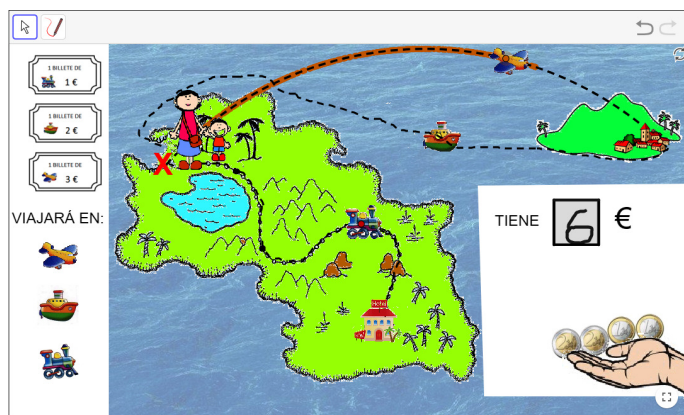 1 BILLETE DE
1 €
1 BILLETE DE
2 €
1 BILLETE DE
3 €
VIAJARÁ EN:
X
Hotel
TIENE 6 €